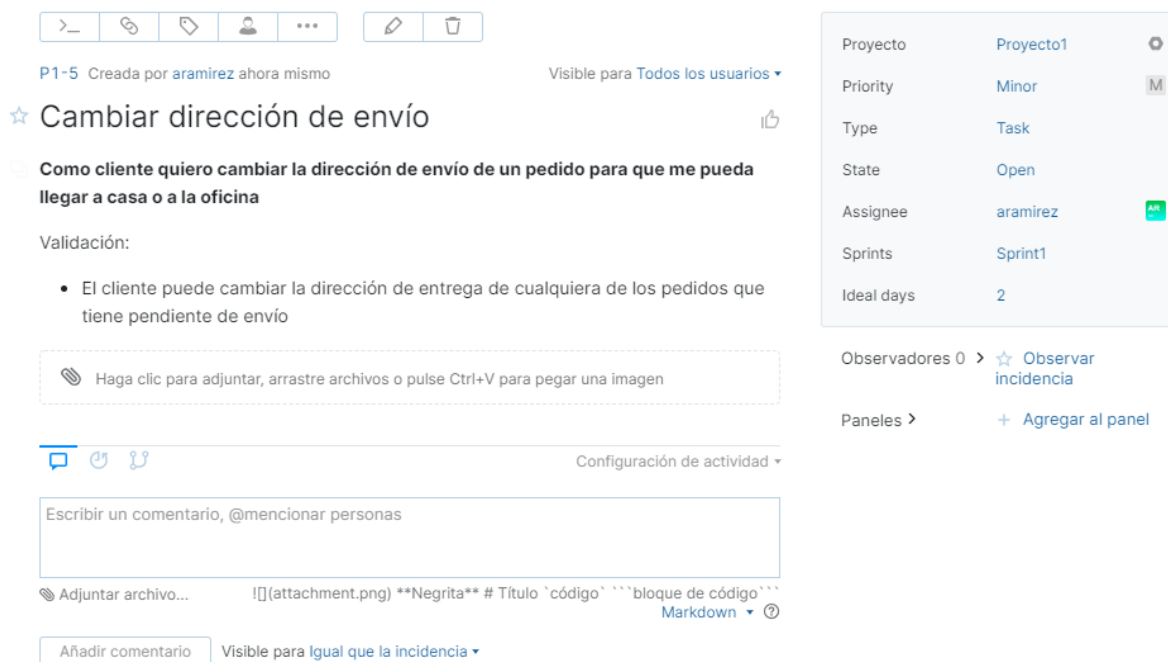 P1-5 Creada por aramirez ahora mismo
Visible para Todos los usuarios
Cambiar dirección de envío
Como cliente quiero cambiar la dirección de envío de un pedido para que me pueda
llegar a casa o a la oficina
Validación:
El cliente puede cambiar la dirección de entrega de cualquiera de los pedidos que
tiene pendiente de envío
Haga clic para adjuntar, arrastre archivos o pulse Ctrl+V para pegar una imagen
Configuración de actividad
Escribir un comentario, @mencionar personas
Adjuntar archivo...
![](attachment.png) **Negrita** # Título `código` ```bloque de código```
Markdown
Añadir comentario
Visible para Igual que la incidencia
Proyecto Proyecto1
Priority Minor M
Type Task
State Open
Assignee aramirez AR
Sprints Sprint1
Ideal days 2
Observadores 0 Observar
incidencia
Paneles Agregar al panel